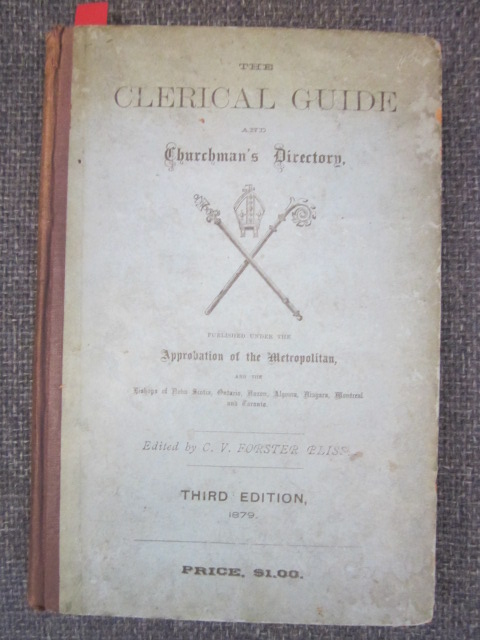 THE
CLERICAL GUIDE
AND
Churchman's Directory,
PUBLISHED UNDER THE
Approbation of the Metropolitan,
AND THE
Bishops of Nova Scotia, Ontario, Huron, Algoma, Niagara, Montreal
and Toronto.
Edited by C. V. FORSTER BLISS.
THIRD EDITION,
1879.
PRICE, $1.00.